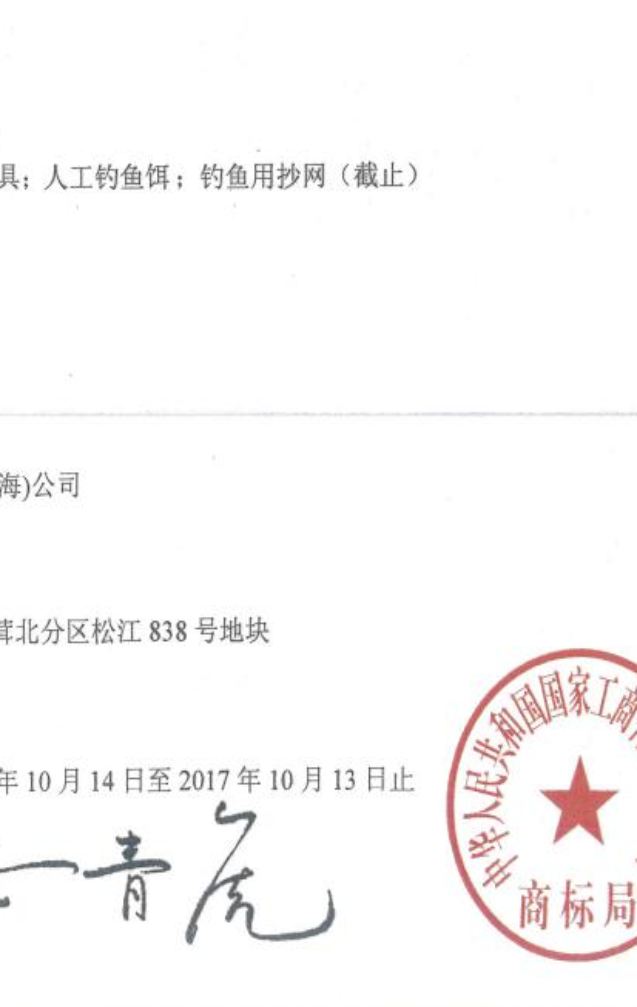 具；人工钓鱼饵；钓鱼用抄网（截止）
海)公司
茸北分区松江 838 号地块
年 10 月 14 日至 2017 年 10 月 13 日止
青虎
中华人民共和国国家工商
商标局